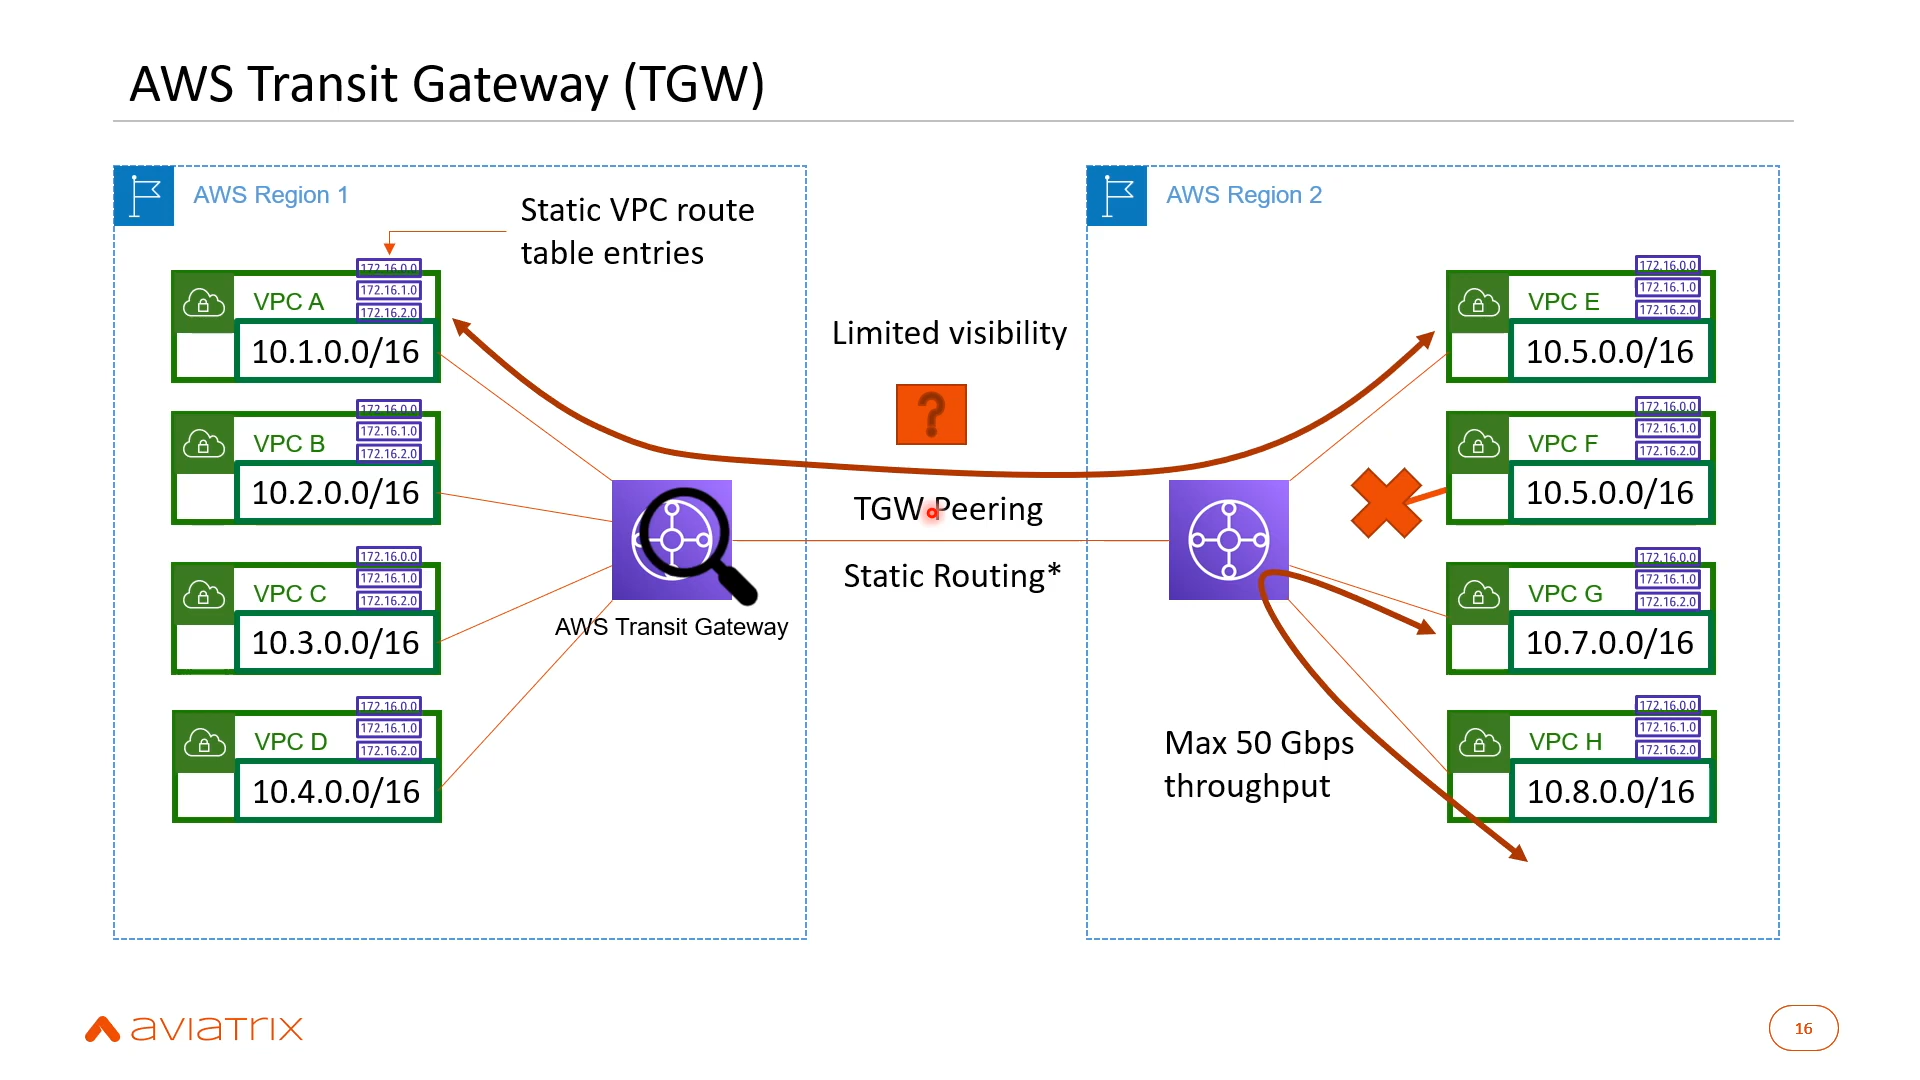 AWS Transit Gateway (TGW)
AWS Region 1
Static VPC route
table entries
172.16.0.0
172.16.1.0
172.16.2.0
VPC A
10.1.0.0/16
172.16.0.0
172.16.1.0
172.16.2.0
VPC B
10.2.0.0/16
172.16.0.0
172.16.1.0
172.16.2.0
VPC C
10.3.0.0/16
172.16.0.0
172.16.1.0
172.16.2.0
VPC D
10.4.0.0/16
AWS Transit Gateway
Limited visibility
?
TGW Peering
Static Routing*
AWS Region 2
172.16.0.0
172.16.1.0
172.16.2.0
VPC E
10.5.0.0/16
172.16.0.0
172.16.1.0
172.16.2.0
VPC F
10.5.0.0/16
172.16.0.0
172.16.1.0
172.16.2.0
VPC G
10.7.0.0/16
172.16.0.0
172.16.1.0
172.16.2.0
VPC H
10.8.0.0/16
Max 50 Gbps
throughput
aviatrix
16